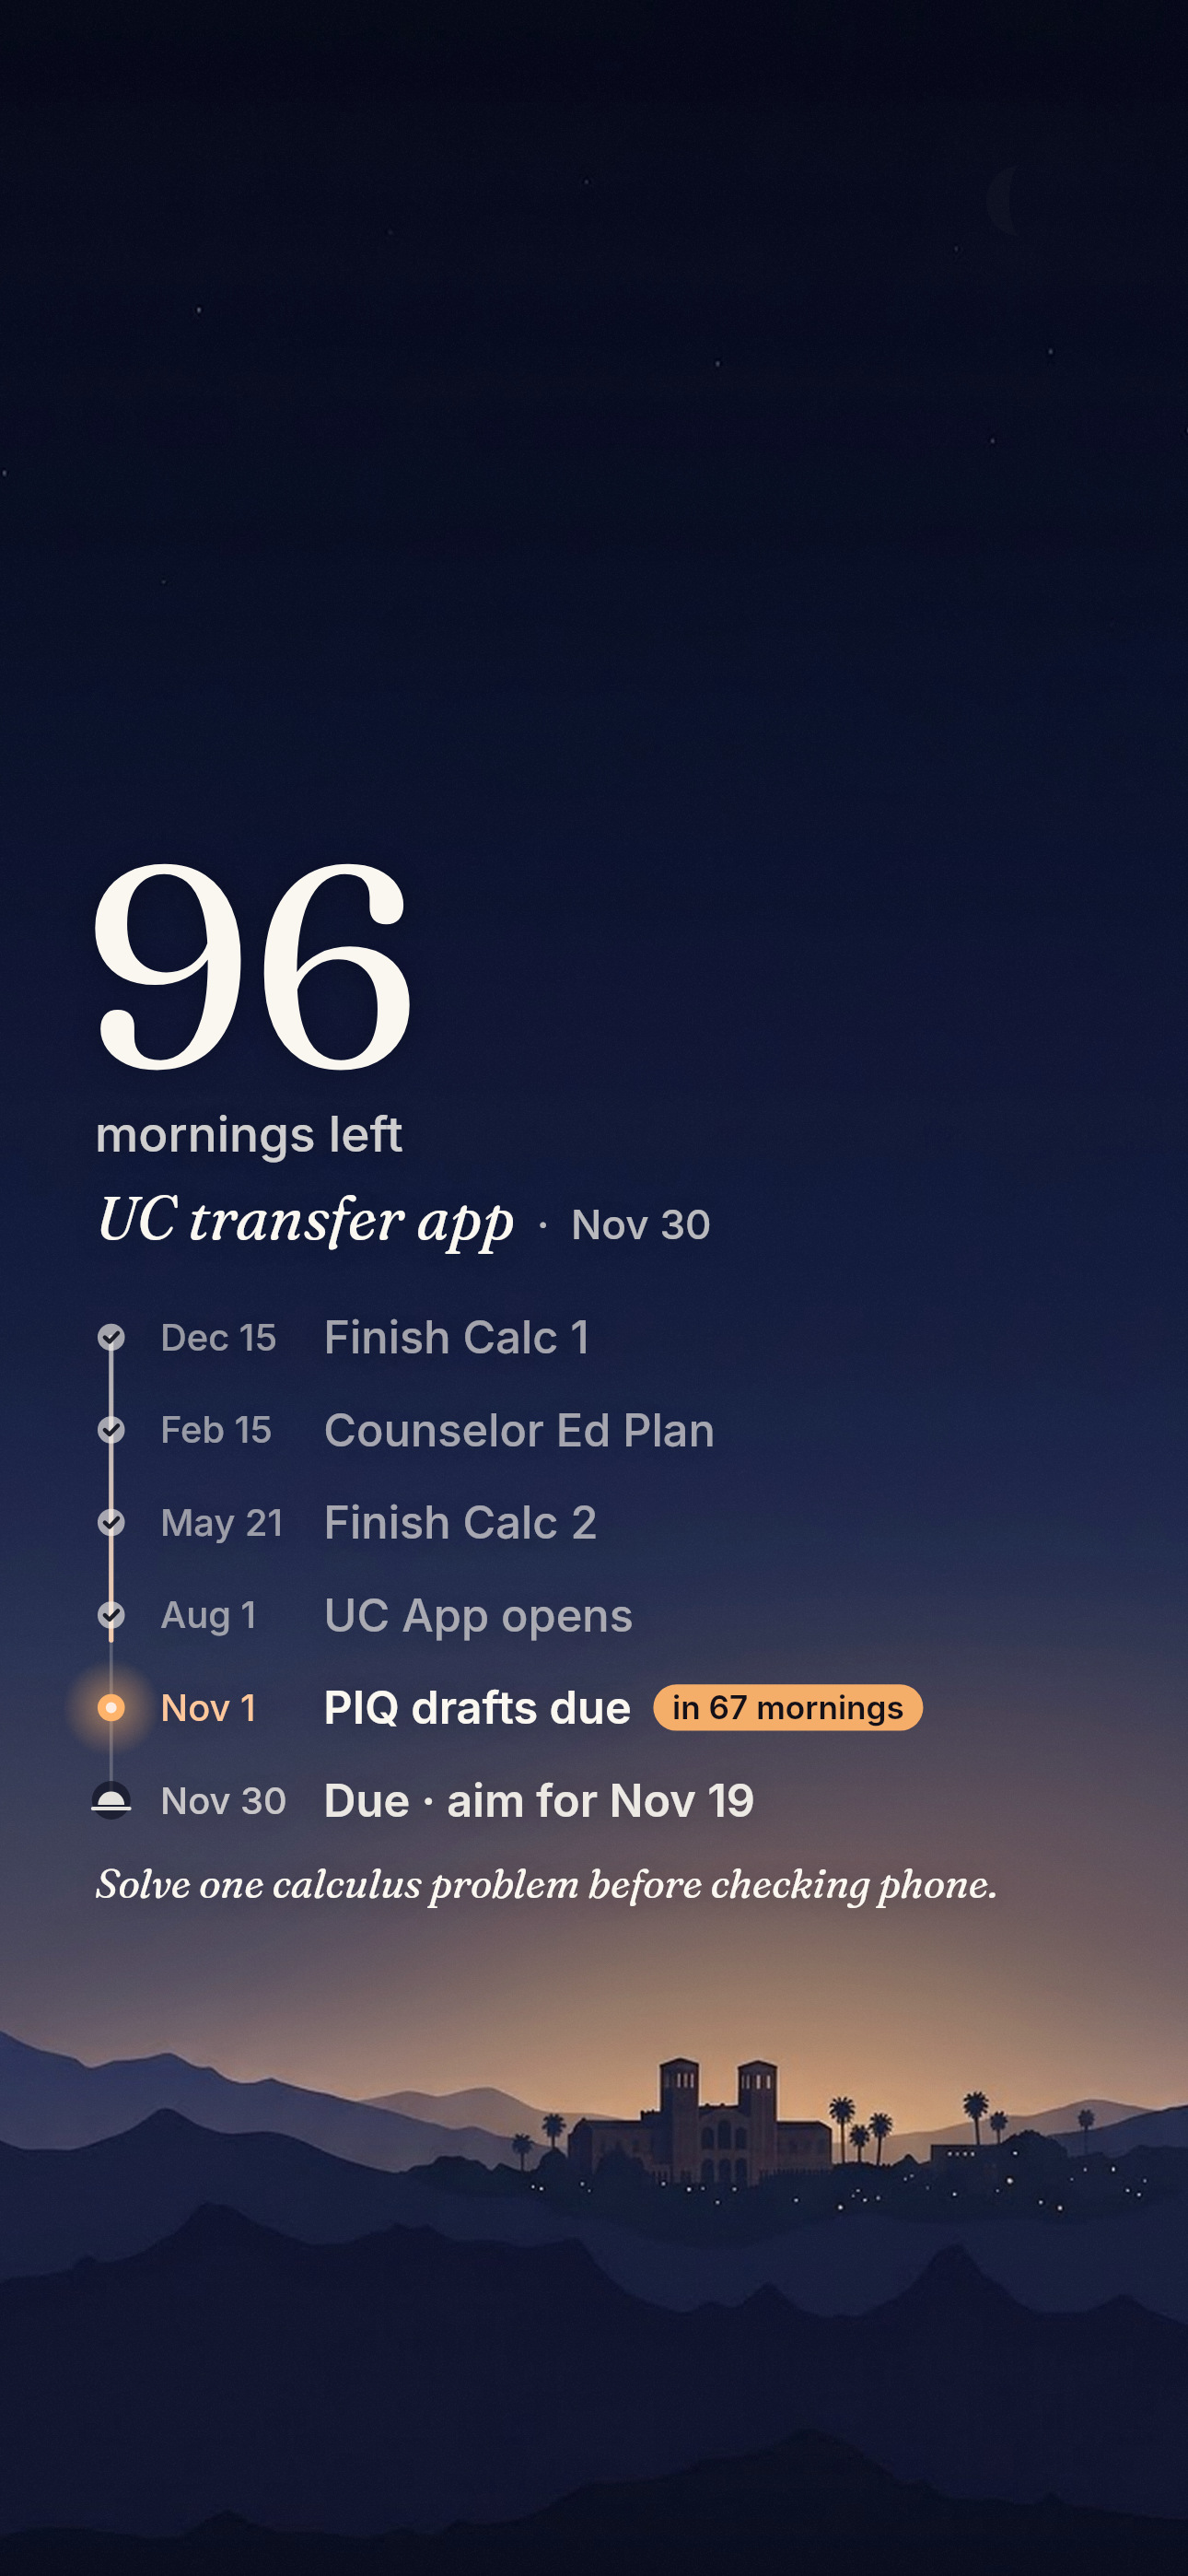 96
mornings left
UC transfer app · Nov 30
Dec 15 Finish Calc 1
Feb 15 Counselor Ed Plan
May 21 Finish Calc 2
Aug 1 UC App opens
Nov 1 PIQ drafts due in 67 mornings
Nov 30 Due · aim for Nov 19
Solve one calculus problem before checking phone.